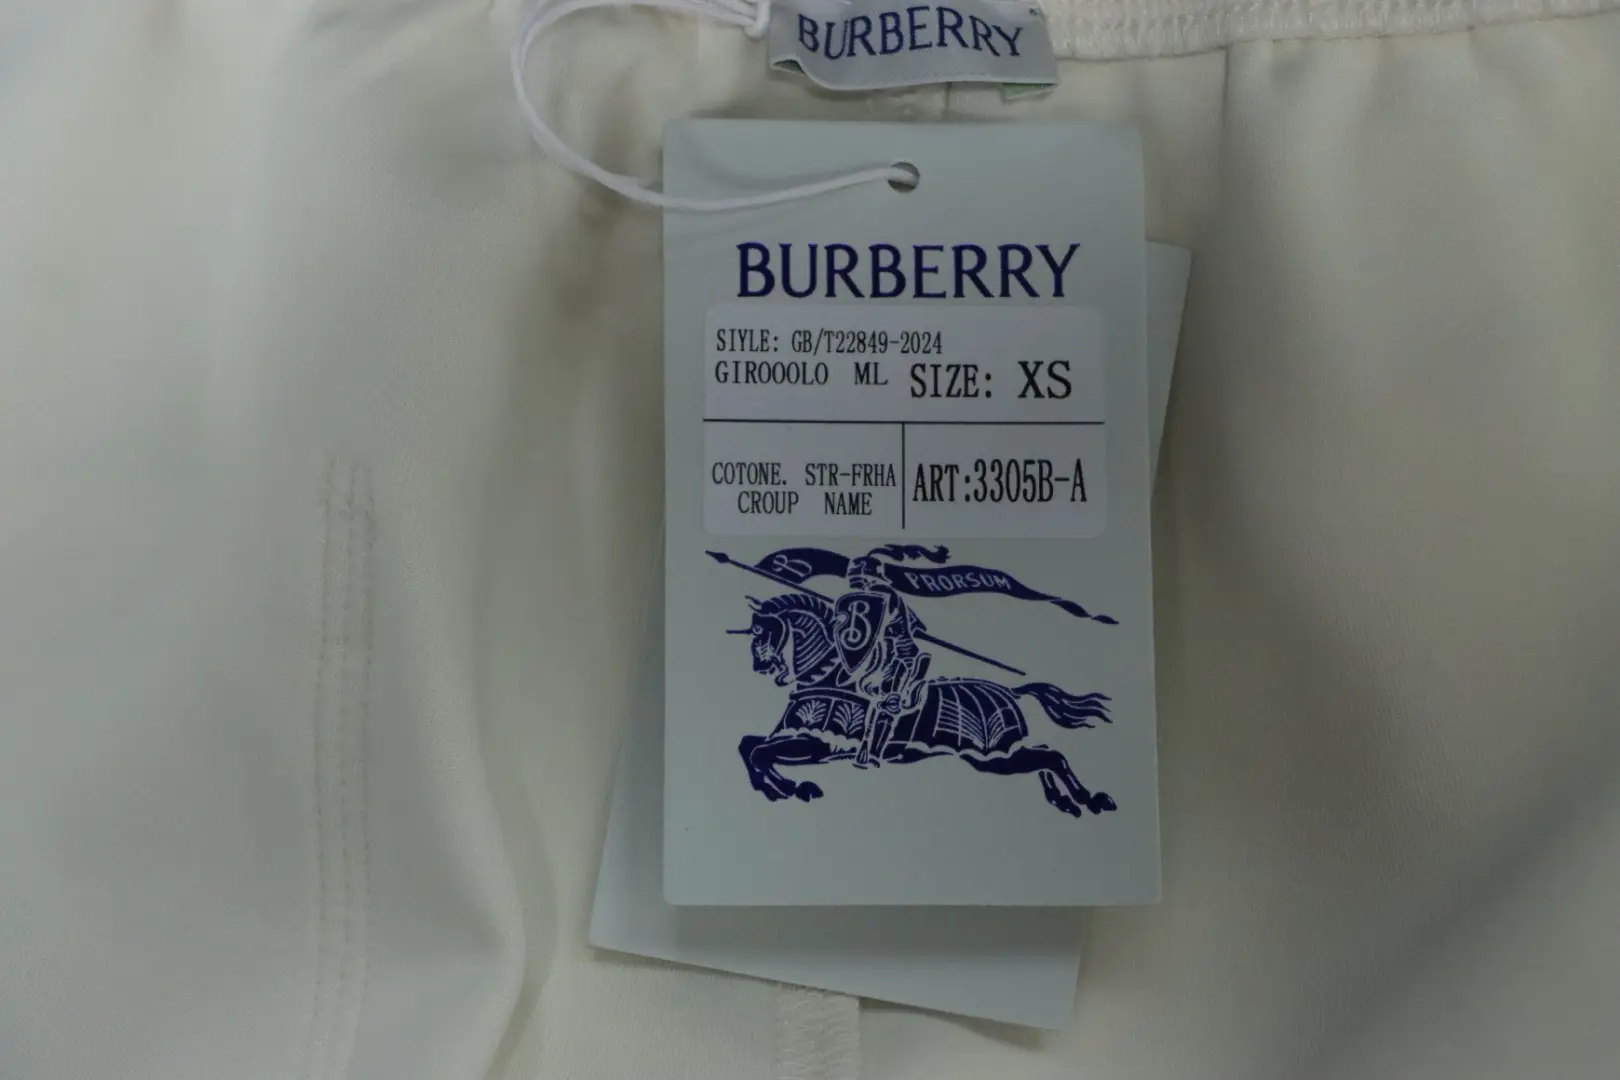 BURBERRY
BURBERRY
SIYLE: GB/T22849-2024
GIROOOLO ML SIZE: XS
COTONE. STR-FRHA
CROUP NAME
ART:3305B-A
B PRORSUM
B